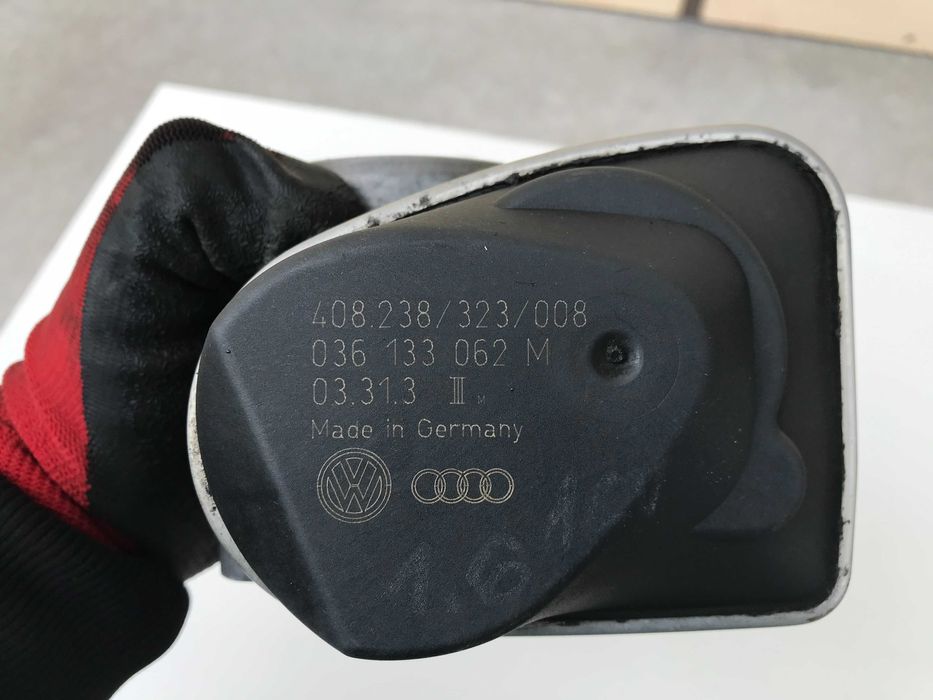 408.238/323/008
036 133 062 M
03.31.3 III M
Made in Germany
1.6